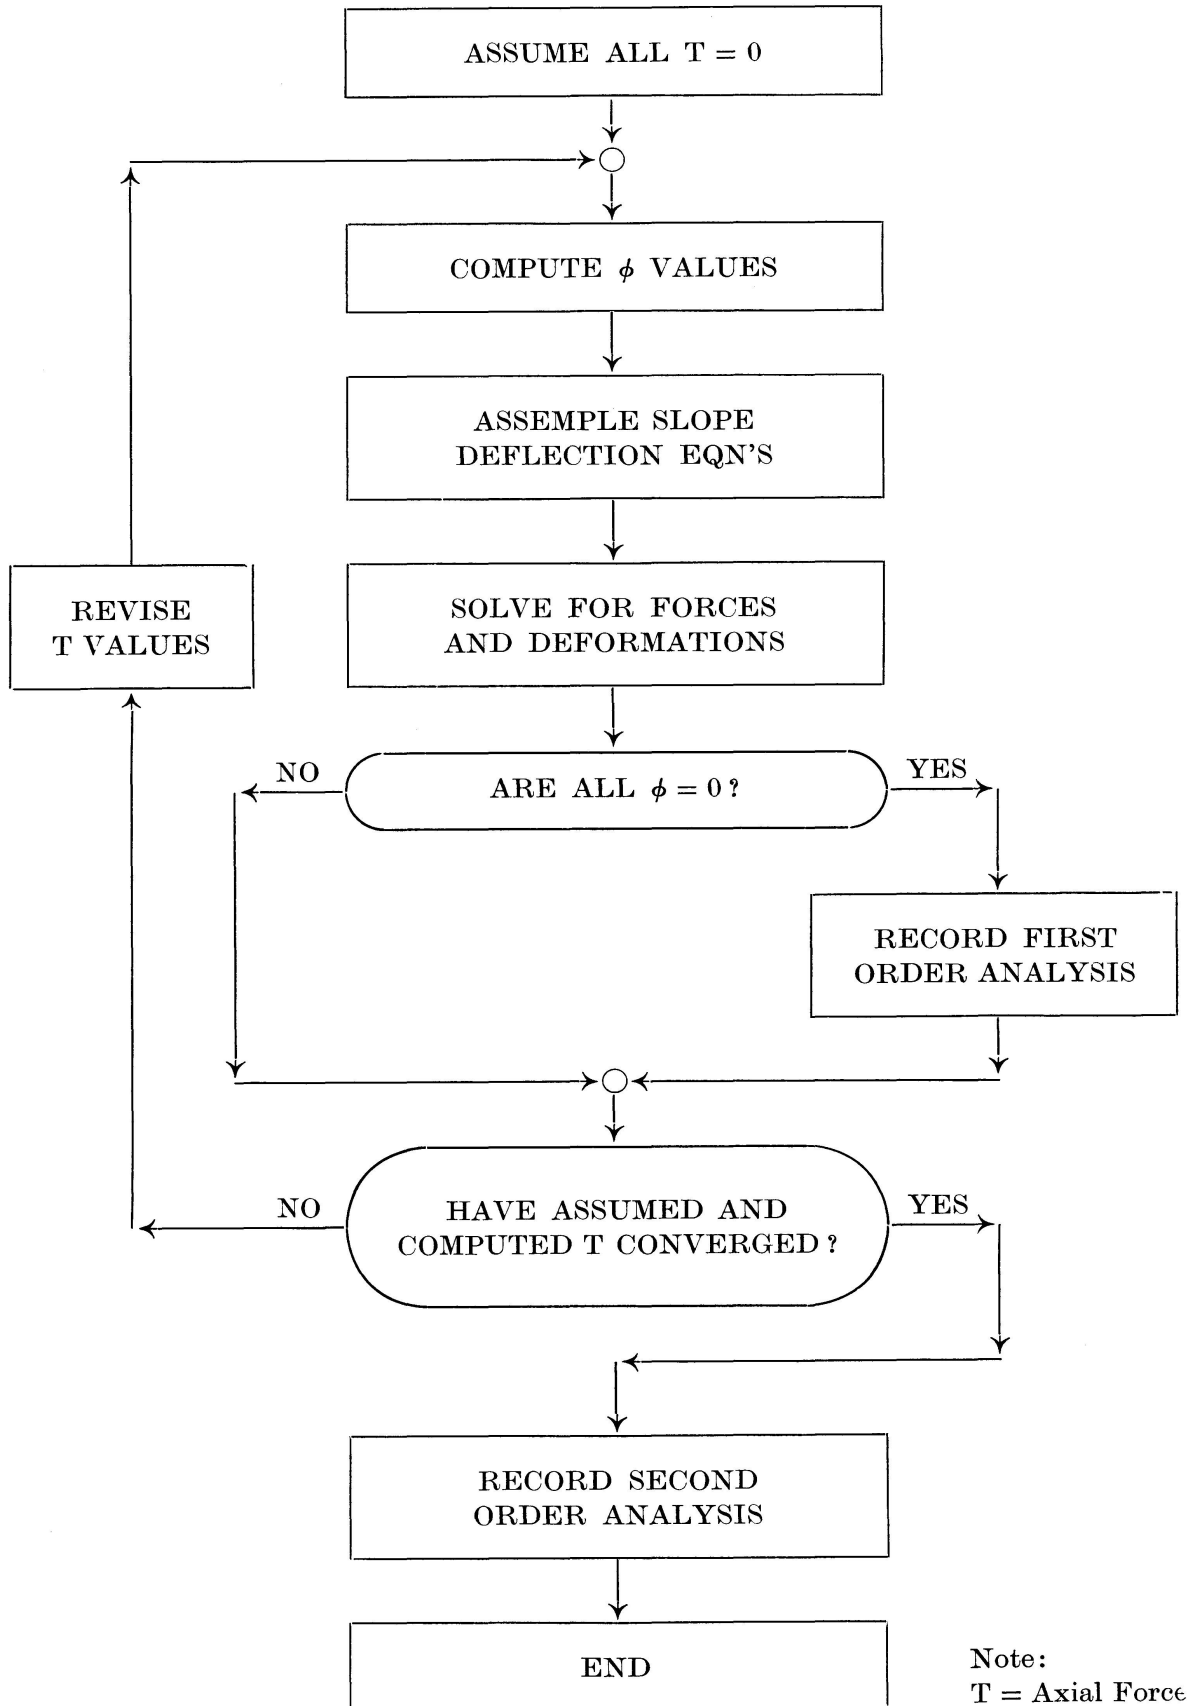 ASSUME ALL T = 0
COMPUTE ϕ VALUES
ASSEMPLE SLOPE
DEFLECTION EQN'S
REVISE
T VALUES
SOLVE FOR FORCES
AND DEFORMATIONS
NO
ARE ALL ϕ = 0?
YES
RECORD FIRST
ORDER ANALYSIS
NO
HAVE ASSUMED AND
COMPUTED T CONVERGED?
YES
RECORD SECOND
ORDER ANALYSIS
END
Note:
T = Axial Force